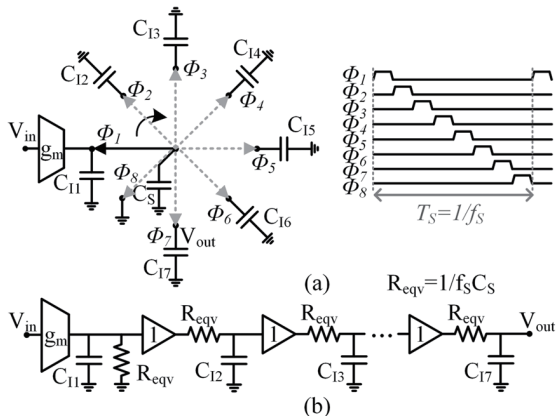 C_I3
C_I2
Φ_2
Φ_3
C_I4
Φ_4
V_in
g_m
Φ_1
C_I1
Φ_8
C_S
Φ_5
C_I5
Φ_6
C_I6
Φ_7
V_out
C_I7
(a)
Φ_1
Φ_2
Φ_3
Φ_4
Φ_5
Φ_6
Φ_7
Φ_8
T_S=1/f_S
R_eqv=1/f_SC_S
V_in
g_m
C_I1
R_eqv
1
R_eqv
C_I2
1
R_eqv
C_I3
...
1
R_eqv
C_I7
V_out
(b)